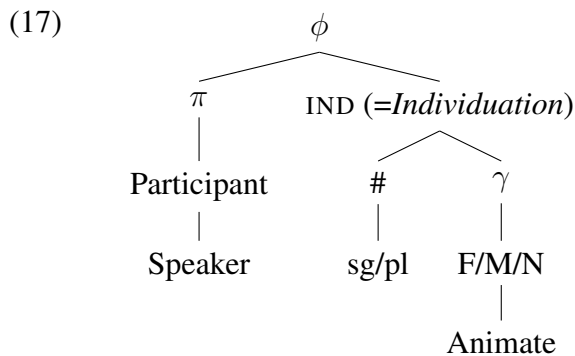 (17) ϕ
π IND (=Individuation)
Participant # γ
Speaker sg/pl F/M/N
Animate